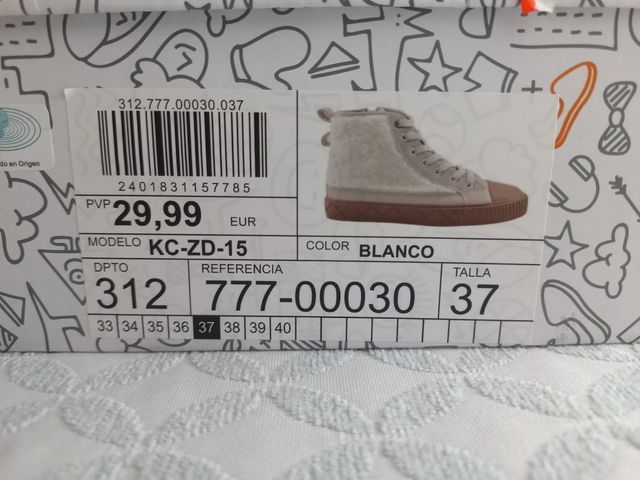 312.777.00030.037
2401831157785
PVP 29,99 EUR
MODELO KC-ZD-15
COLOR BLANCO
DPTO
312
REFERENCIA
777-00030
TALLA
37
33 34 35 36 37 38 39 40
do en Origen